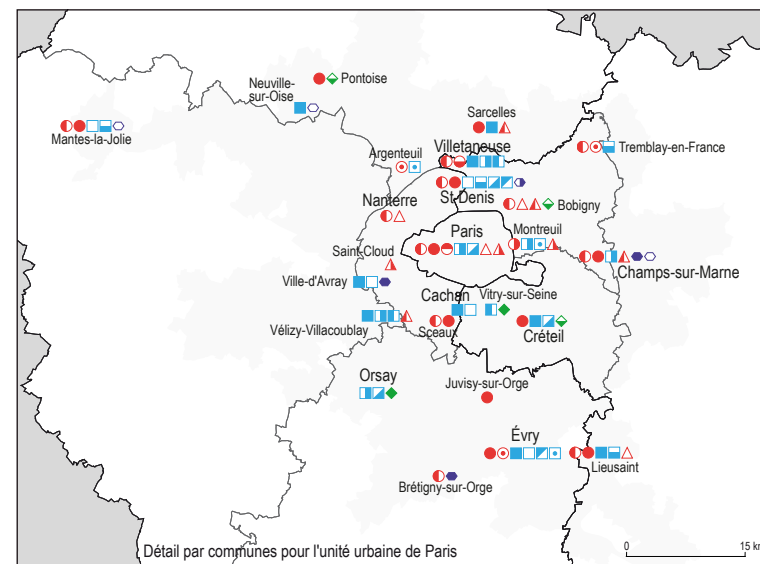 Pontoise
Neuville-
sur-Oise
Mantes-la-Jolie
Sarcelles
Villetaneuse
Tremblay-en-France
Argenteuil
St-Denis
Nanterre
Bobigny
Paris
Montreuil
Saint-Cloud
Champs-sur-Marne
Ville-d'Avray
Cachan
Vitry-sur-Seine
Vélizy-Villacoublay
Sceaux
Créteil
Orsay
Juvisy-sur-Orge
Évry
Lieusaint
Brétigny-sur-Orge
Détail par communes pour l'unité urbaine de Paris
0 15 km